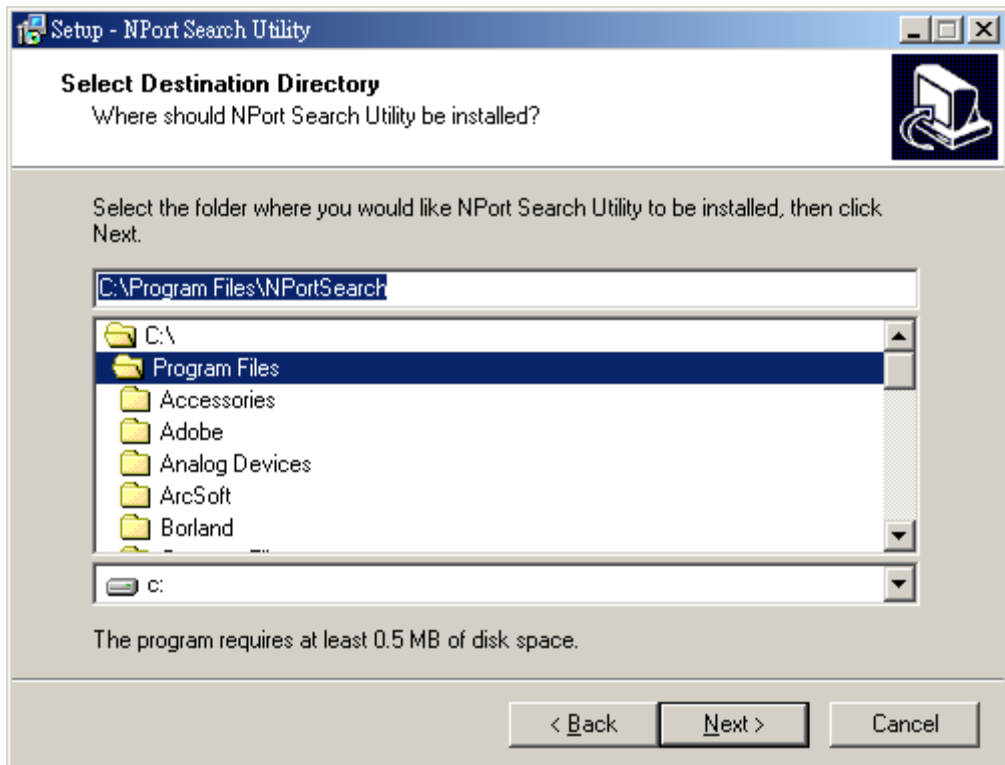 Setup - NPort Search Utility
Select Destination Directory
Where should NPort Search Utility be installed?
Select the folder where you would like NPort Search Utility to be installed, then click
Next.
C:\Program Files\NPortSearch
C:\
Program Files
Accessories
Adobe
Analog Devices
ArcSoft
Borland
c:
The program requires at least 0.5 MB of disk space.
< Back
Next >
Cancel